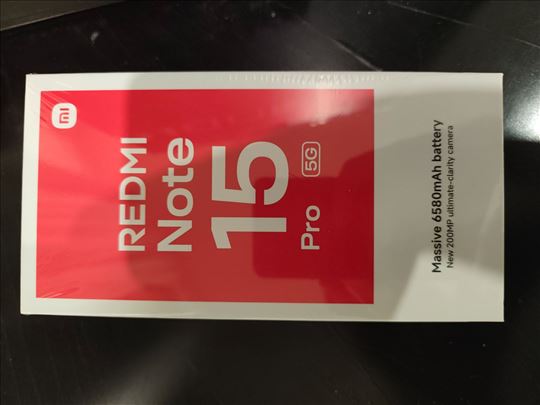 mi
REDMI
Note
15
Pro 5G
Massive 6580mAh battery
New 200MP ultimate-clarity camera